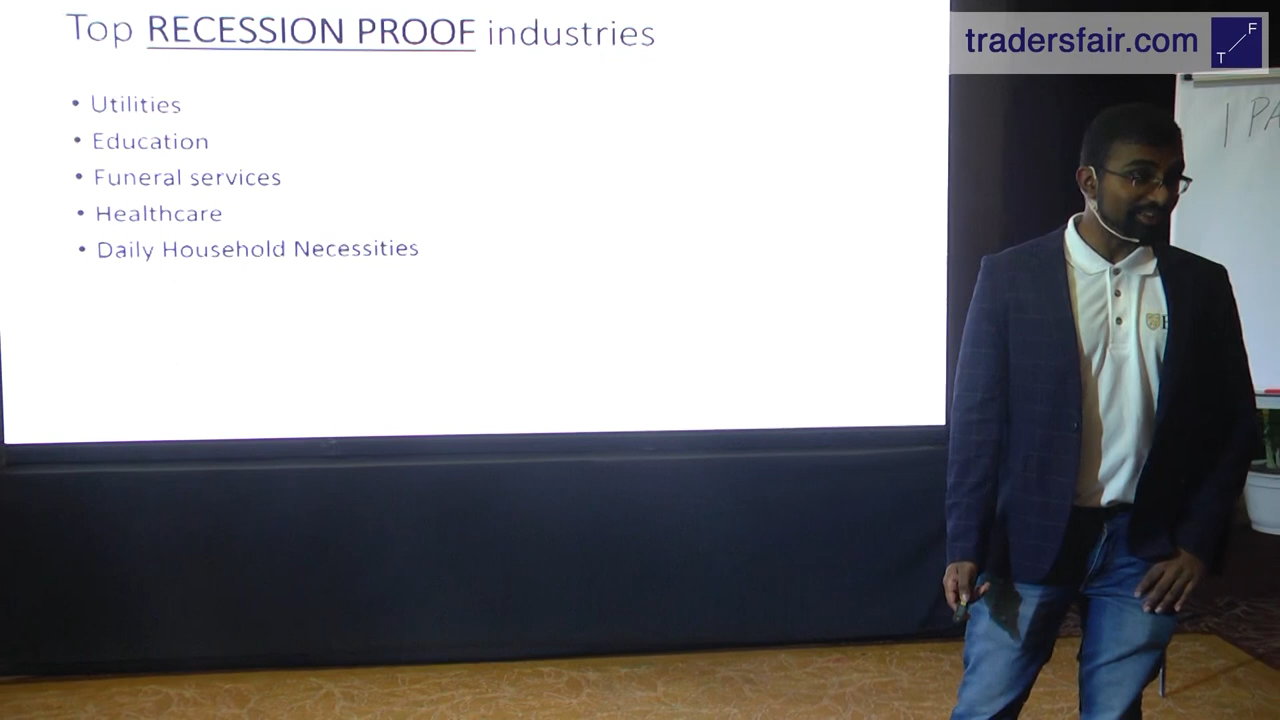 Top RECESSION PROOF industries
• Utilities
• Education
• Funeral services
• Healthcare
• Daily Household Necessities
tradersfair.com
F
T